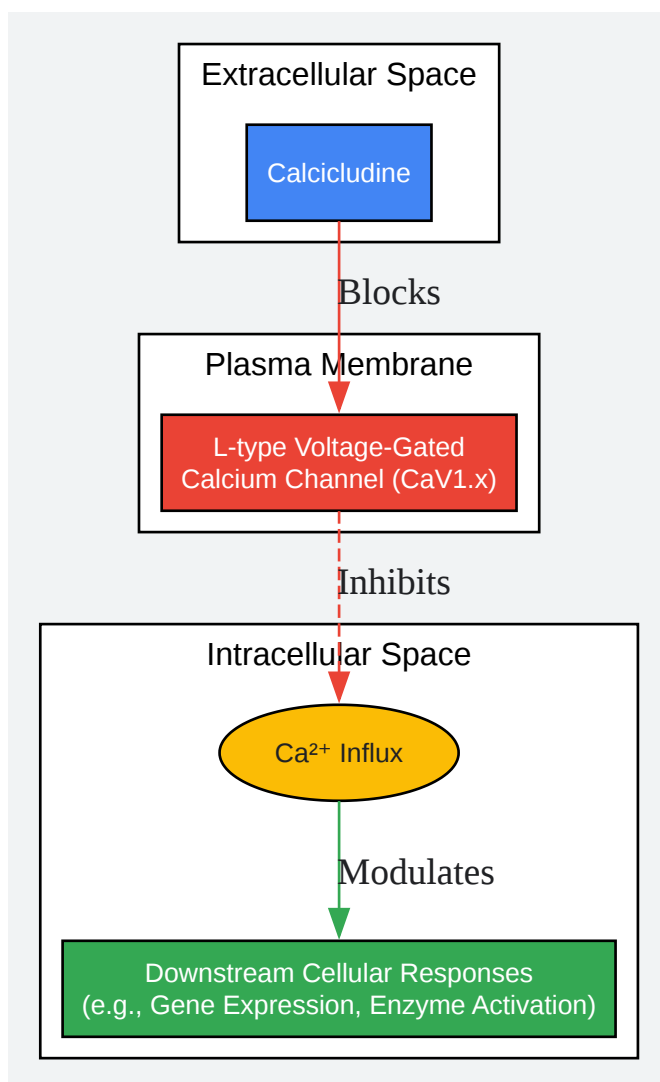 Extracellular Space
Calcicludine
Blocks
Plasma Membrane
L-type Voltage-Gated
Calcium Channel (CaV1.x)
Inhibits
Intracellular Space
Ca²⁺ Influx
Modulates
Downstream Cellular Responses
(e.g., Gene Expression, Enzyme Activation)